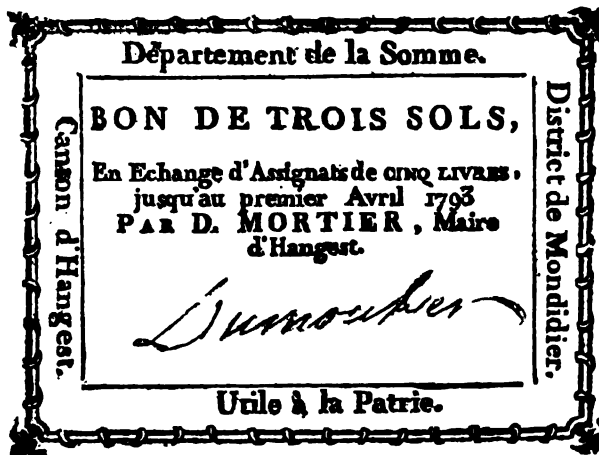 Département de la Somme.
Canton d'Hangest.
BON DE TROIS SOLS,
En Echange d'Assignats de CINQ LIVRES,
jusqu'au premier Avril 1793
PAR D. MORTIER, Maire
d'Hangest.
District de Mondidier.
Utile à la Patrie.